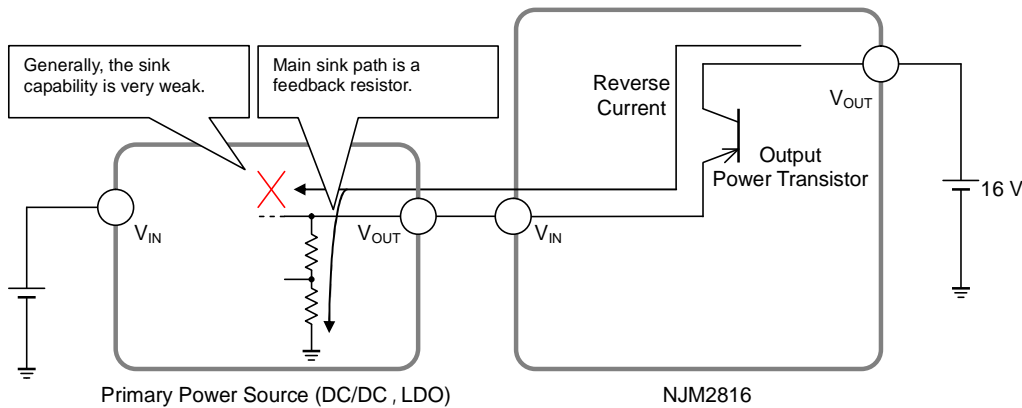 Generally, the sink
capability is very weak.
Main sink path is a
feedback resistor.
Reverse
Current
VOUT
Output
Power Transistor
16 V
VIN
VOUT
VIN
Primary Power Source (DC/DC , LDO)
NJM2816